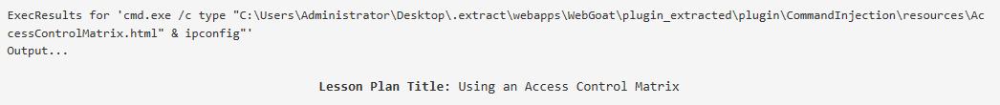 ExecResults for 'cmd.exe /c type "C:\Users\Administrator\Desktop\.extract\webapps\WebGoat\plugin_extracted\plugin\CommandInjection\resources\Ac
cessControlMatrix.html" & ipconfig"'
Output...
Lesson Plan Title: Using an Access Control Matrix